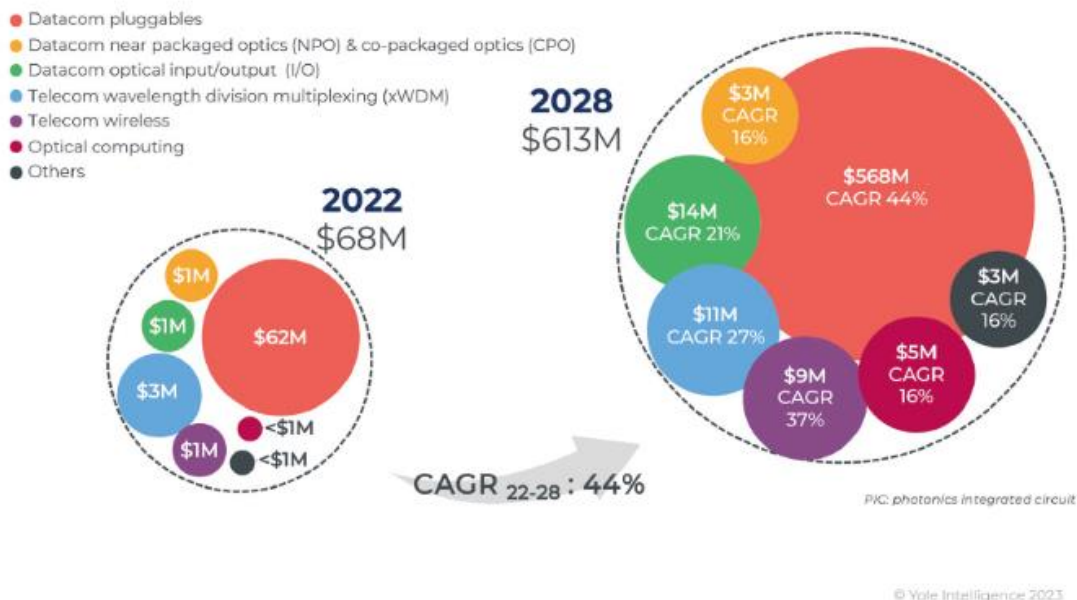 Datacom pluggables
Datacom near packaged optics (NPO) & co-packaged optics (CPO)
Datacom optical input/output (I/O)
Telecom wavelength division multiplexing (xWDM)
Telecom wireless
Optical computing
Others
2022
$68M
$1M
$1M
$62M
$3M
$1M
<$1M
<$1M
CAGR 22-28 : 44%
2028
$613M
$3M
CAGR
16%
$568M
CAGR 44%
$14M
CAGR 21%
$11M
CAGR 27%
$9M
CAGR
37%
$5M
CAGR
16%
$3M
CAGR
16%
PIC: photonics integrated circuit
© Yole Intelligence 2023